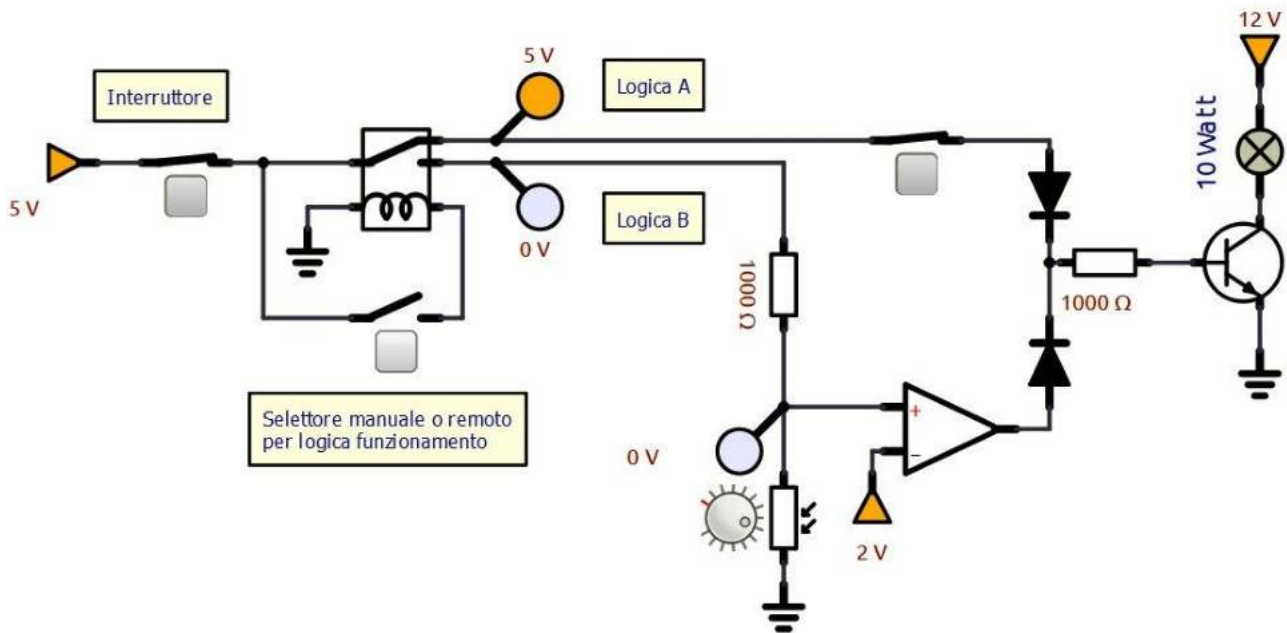 12 V
5 V
Logica A
Interruttore
10 Watt
5 V
Logica B
0 V
1000 Ω
1000 Ω
Selettore manuale o remoto
per logica funzionamento
+
0 V
−
2 V